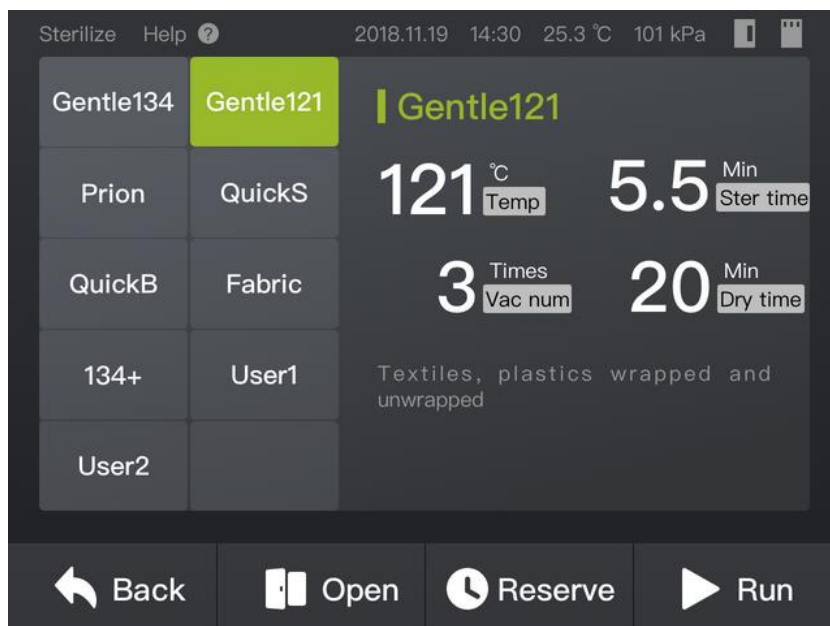 Sterilize Help ? 2018.11.19 14:30 25.3 ℃ 101 kPa
Gentle134 Gentle121
Prion QuickS
QuickB Fabric
134+ User1
User2
Gentle121
121 ℃ Temp 5.5 Min Ster time
3 Times Vac num 20 Min Dry time
Textiles, plastics wrapped and
unwrapped
Back Open Reserve Run